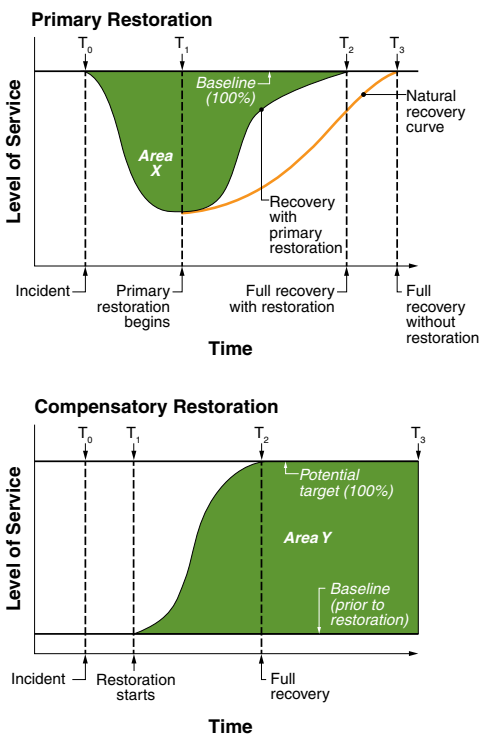 Primary Restoration
T0 T1 T2 T3
Level of Service
Baseline
(100%)
Area
X
Natural
recovery
curve
Recovery
with
primary
restoration
Incident
Primary
restoration
begins
Full recovery
with restoration
Full
recovery
without
restoration
Time
Compensatory Restoration
T0 T1 T2 T3
Level of Service
Potential
target (100%)
Area Y
Baseline
(prior to
restoration)
Incident
Restoration
starts
Full
recovery
Time